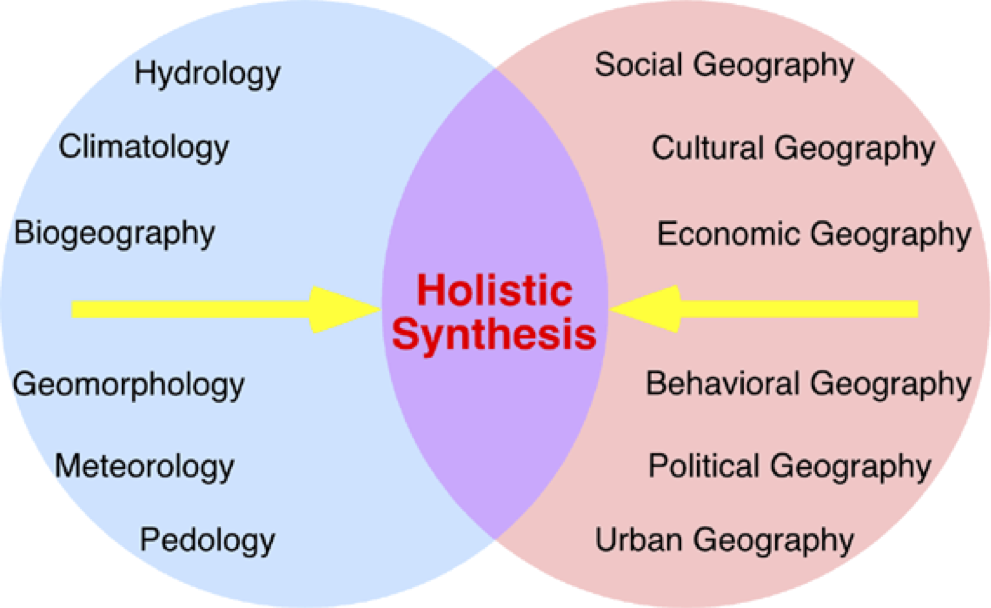 Hydrology
Climatology
Biogeography
Geomorphology
Meteorology
Pedology
Holistic
Synthesis
Social Geography
Cultural Geography
Economic Geography
Behavioral Geography
Political Geography
Urban Geography